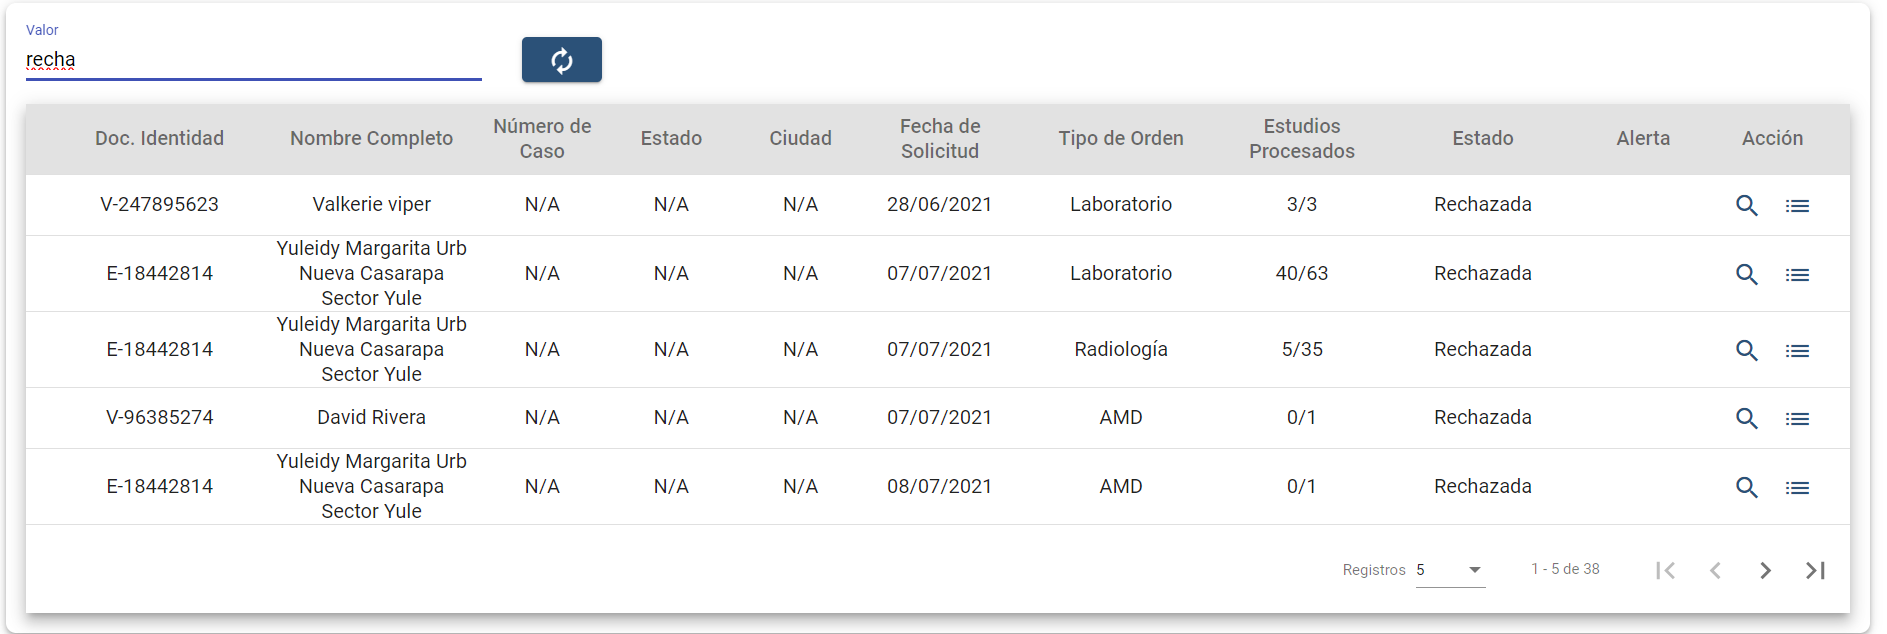 Valor
recha
Doc. Identidad Nombre Completo Número de Caso Estado Ciudad Fecha de Solicitud Tipo de Orden Estudios Procesados Estado Alerta Acción
V-247895623 Valkerie viper N/A N/A N/A 28/06/2021 Laboratorio 3/3 Rechazada
E-18442814 Yuleidy Margarita Urb Nueva Casarapa Sector Yule N/A N/A N/A 07/07/2021 Laboratorio 40/63 Rechazada
E-18442814 Yuleidy Margarita Urb Nueva Casarapa Sector Yule N/A N/A N/A 07/07/2021 Radiología 5/35 Rechazada
V-96385274 David Rivera N/A N/A N/A 07/07/2021 AMD 0/1 Rechazada
E-18442814 Yuleidy Margarita Urb Nueva Casarapa Sector Yule N/A N/A N/A 08/07/2021 AMD 0/1 Rechazada
Registros 5 1 - 5 de 38